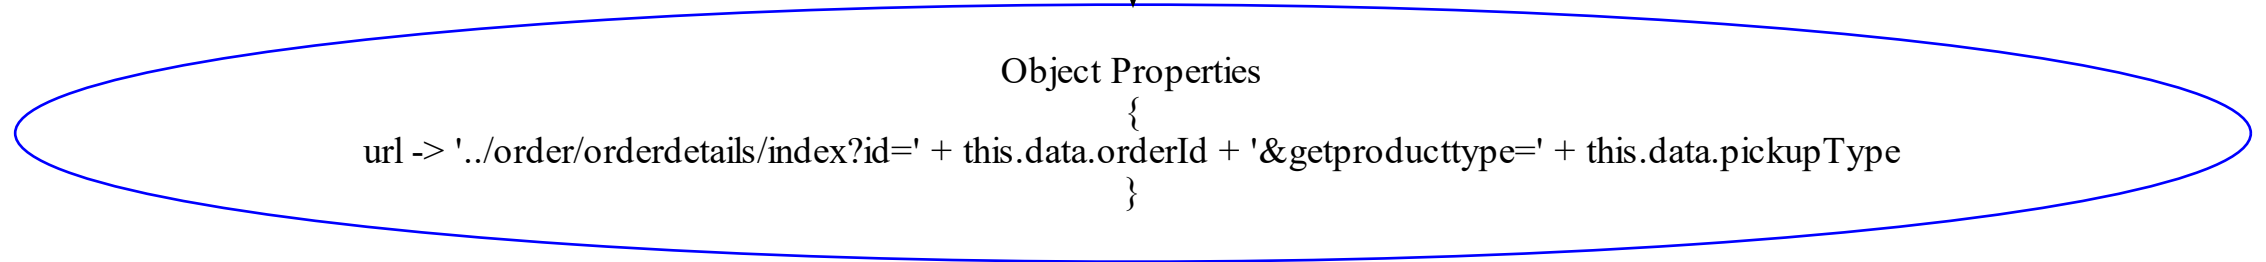 Object Properties
{
url -> '../order/orderdetails/index?id=' + this.data.orderId + '&getproducttype=' + this.data.pickupType
}